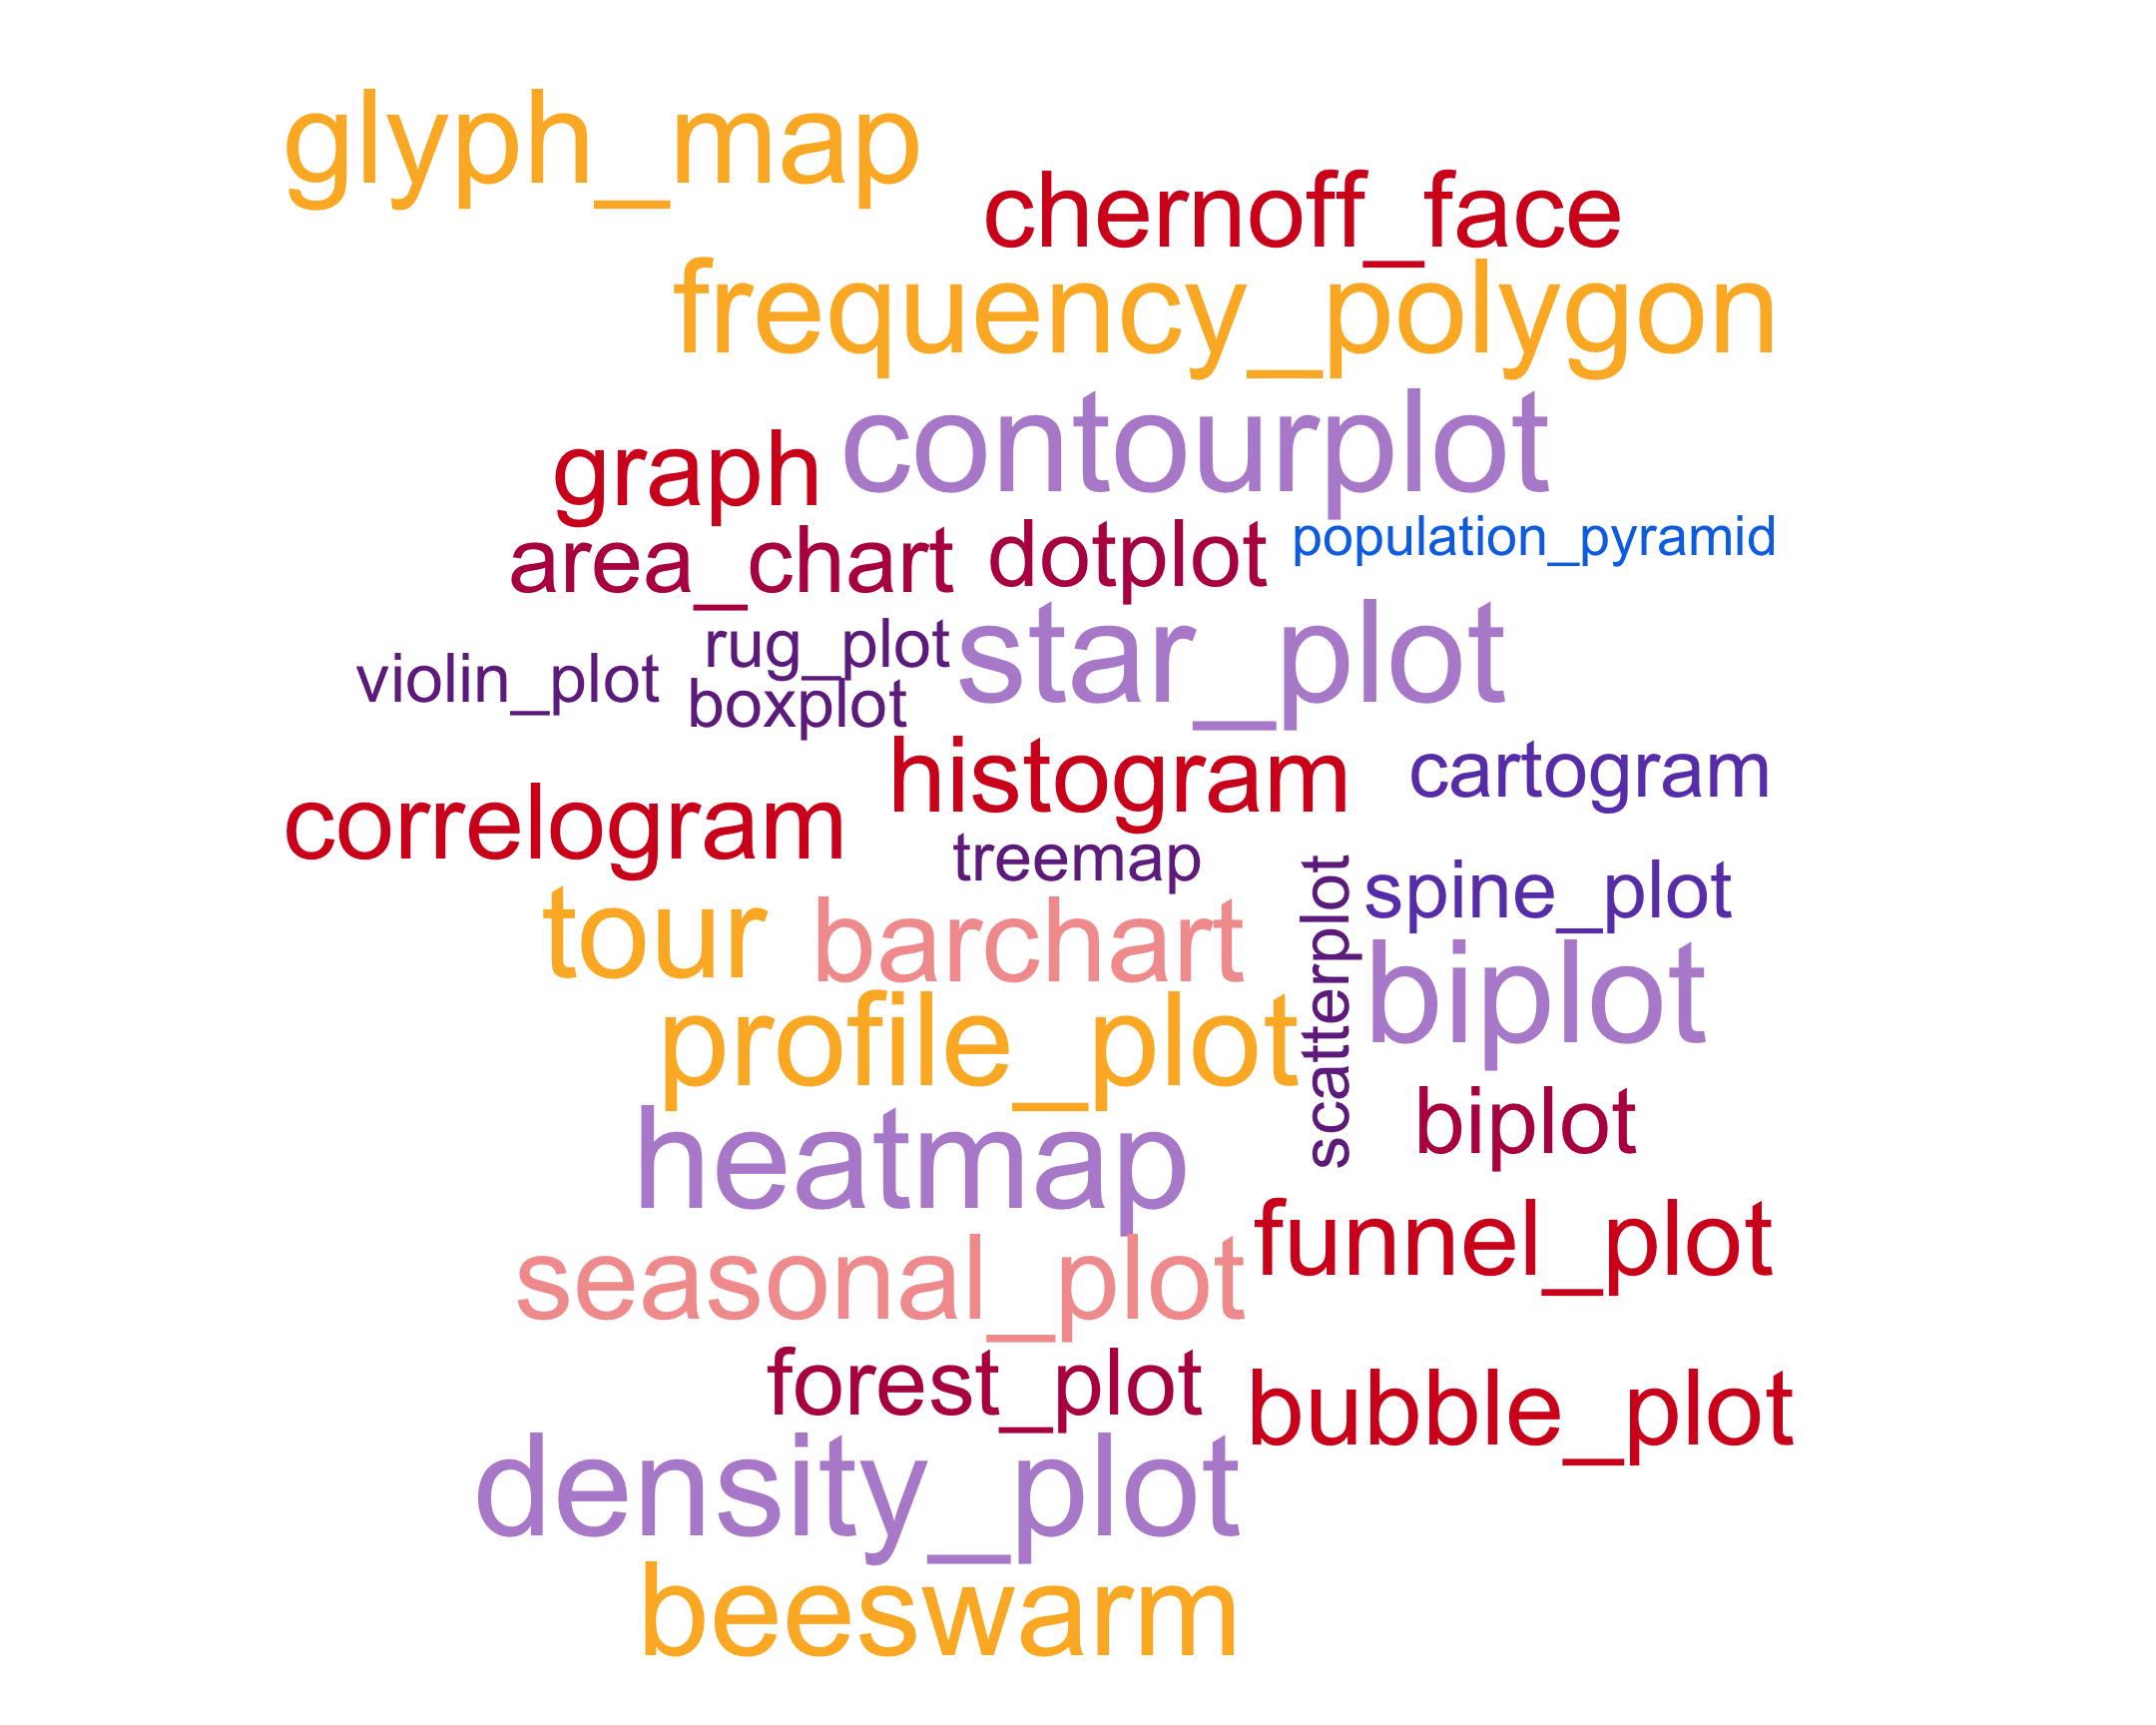 glyph_map
chernoff_face
frequency_polygon
contourplot
graph
area_chart
dotplot
population_pyramid
rug_plot
star_plot
violin_plot
boxplot
histogram
cartogram
correlogram
treemap
scatterplot
spine_plot
tour
barchart
biplot
profile_plot
biplot
heatmap
funnel_plot
seasonal_plot
forest_plot
bubble_plot
density_plot
beeswarm